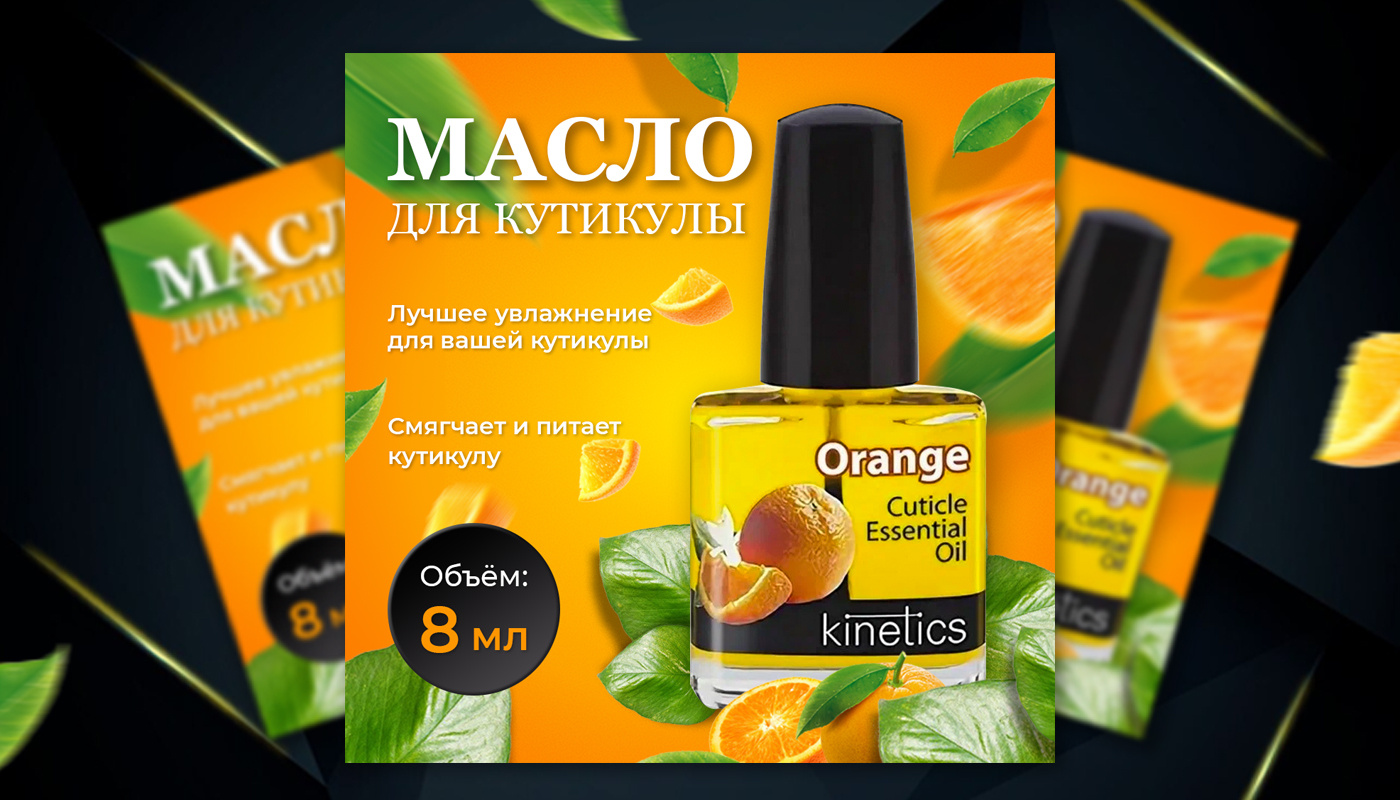 МАСЛО
ДЛЯ КУТИКУЛЫ
Лучшее увлажнение
для вашей кутикулы
Смягчает и питает
кутикулу
Объём:
8 мл
Orange
Cuticle
Essential
Oil
kinetics